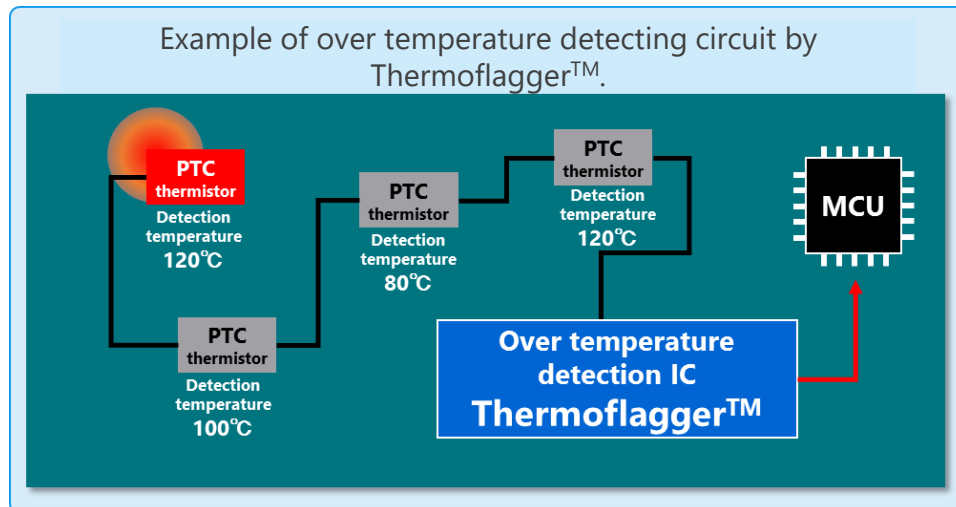 Example of over temperature detecting circuit by
Thermoflagger™.
PTC
thermistor
Detection
temperature
120℃
PTC
thermistor
Detection
temperature
80℃
PTC
thermistor
Detection
temperature
120℃
MCU
PTC
thermistor
Detection
temperature
100℃
Over temperature
detection IC
Thermoflagger™